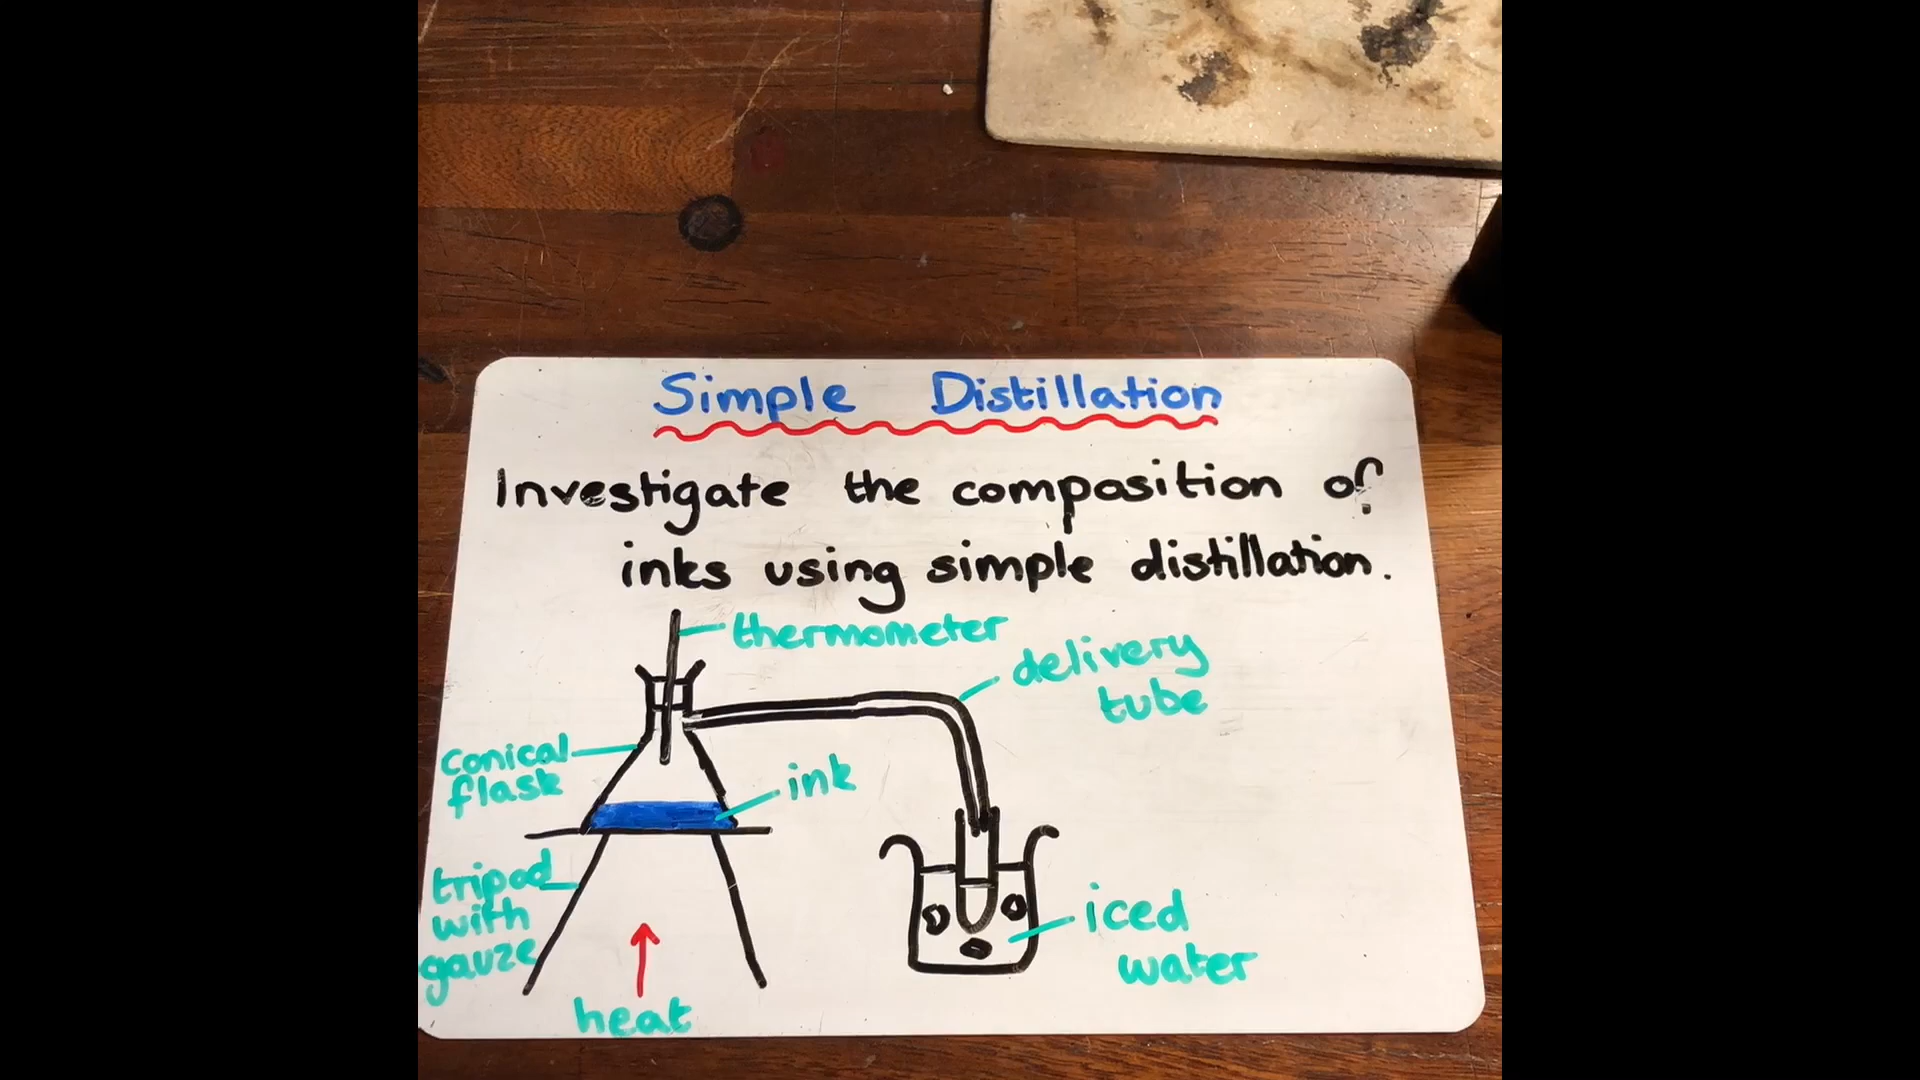 Simple Distillation
Investigate the composition of
inks using simple distillation.
thermometer
delivery
tube
conical
flask
ink
tripod
with
gauze
iced
water
heat